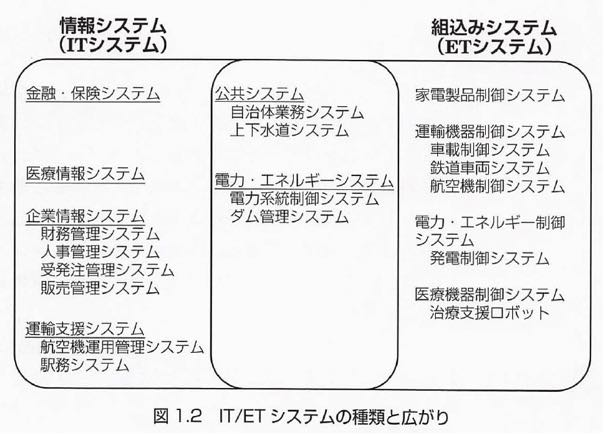 情報システム
(ITシステム)
組込みシステム
(ETシステム)
金融・保険システム
医療情報システム
企業情報システム
財務管理システム
人事管理システム
受発注管理システム
販売管理システム
運輸支援システム
航空機運用管理システム
駅務システム
公共システム
自治体業務システム
上下水道システム
電力・エネルギーシステム
電力系統制御システム
ダム管理システム
家電製品制御システム
運輸機器制御システム
車載制御システム
鉄道車両システム
航空機制御システム
電力・エネルギー制御
システム
発電制御システム
医療機器制御システム
治療支援ロボット
図 1.2 IT/ET システムの種類と広がり